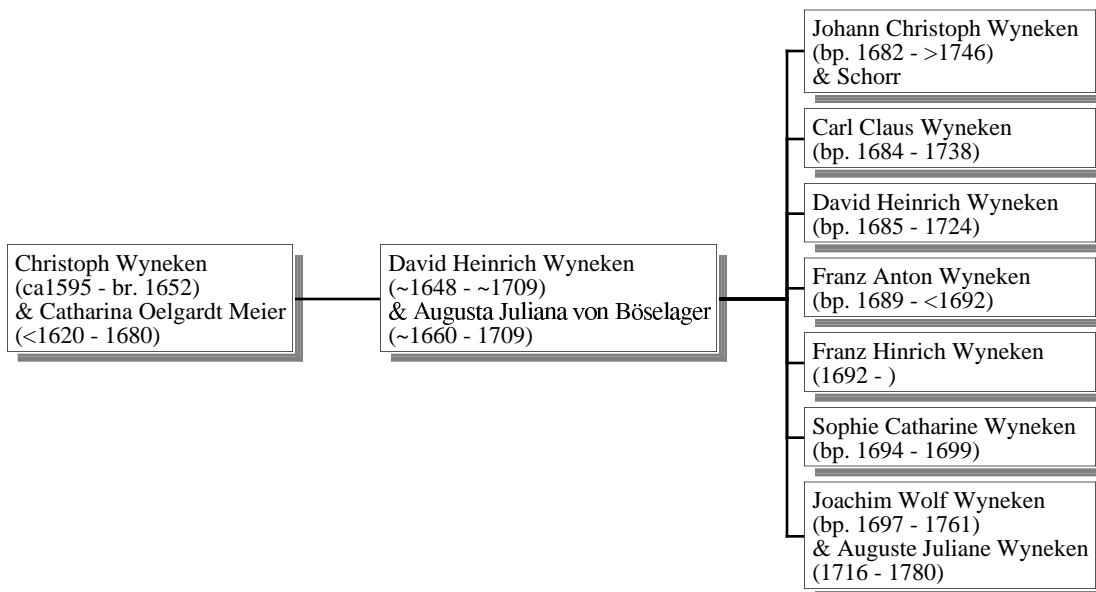 Christoph Wyneken
(ca1595 - br. 1652)
& Catharina Oelgardt Meier
(<1620 - 1680)
David Heinrich Wyneken
(~1648 - ~1709)
& Augusta Juliana von Böselager
(~1660 - 1709)
Johann Christoph Wyneken
(bp. 1682 - >1746)
& Schorr
Carl Claus Wyneken
(bp. 1684 - 1738)
David Heinrich Wyneken
(bp. 1685 - 1724)
Franz Anton Wyneken
(bp. 1689 - <1692)
Franz Hinrich Wyneken
(1692 - )
Sophie Catharine Wyneken
(bp. 1694 - 1699)
Joachim Wolf Wyneken
(bp. 1697 - 1761)
& Auguste Juliane Wyneken
(1716 - 1780)